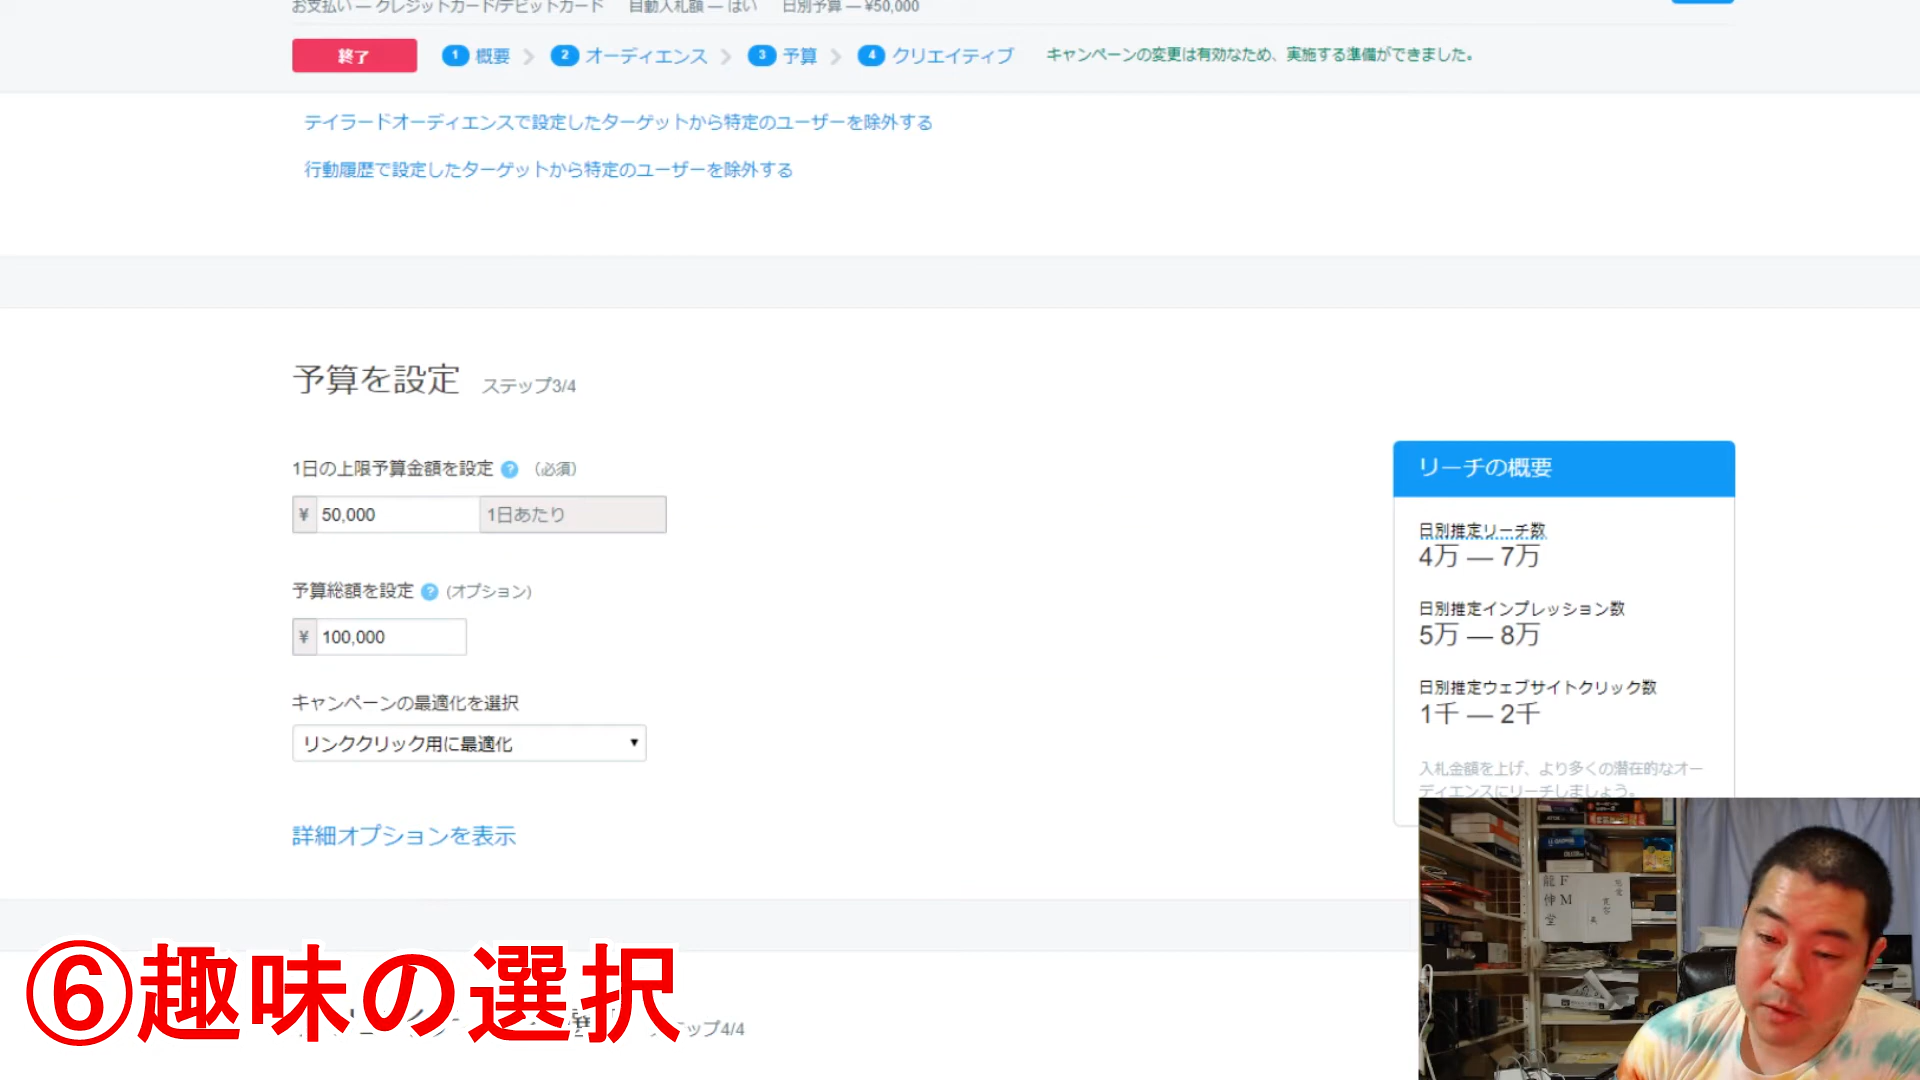 お支払い — クレジットカード/デビットカード 自動入札額 — はい 日別予算 — ¥50,000
終了 1 概要 2 オーディエンス 3 予算 4 クリエイティブ キャンペーンの変更は有効なため、実施する準備ができました。
テイラードオーディエンスで設定したターゲットから特定のユーザーを除外する
行動履歴で設定したターゲットから特定のユーザーを除外する
予算を設定 ステップ3/4
1日の上限予算金額を設定 ? (必須)
¥ 50,000 1日あたり
予算総額を設定 ? (オプション)
¥ 100,000
キャンペーンの最適化を選択
リンククリック用に最適化
詳細オプションを表示
リーチの概要
日別推定リーチ数
4万 — 7万
日別推定インプレッション数
5万 — 8万
日別推定ウェブサイトクリック数
1千 — 2千
入札金額を上げ、より多くの潜在的なオー
ディエンスにリーチしましょう。
龍 F
伸 M
堂
⑥趣味の選択
ップ4/4